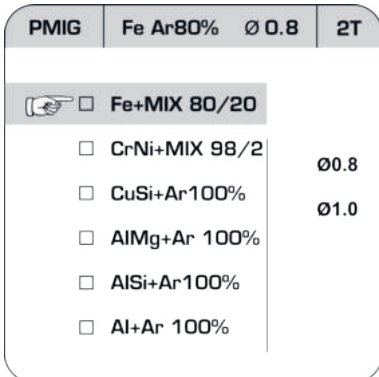 PMIG Fe Ar80% Ø 0.8 2T
Fe+MIX 80/20
CrNi+MIX 98/2
Ø0.8
CuSi+Ar100%
Ø1.0
AlMg+Ar 100%
AlSi+Ar100%
Al+Ar 100%